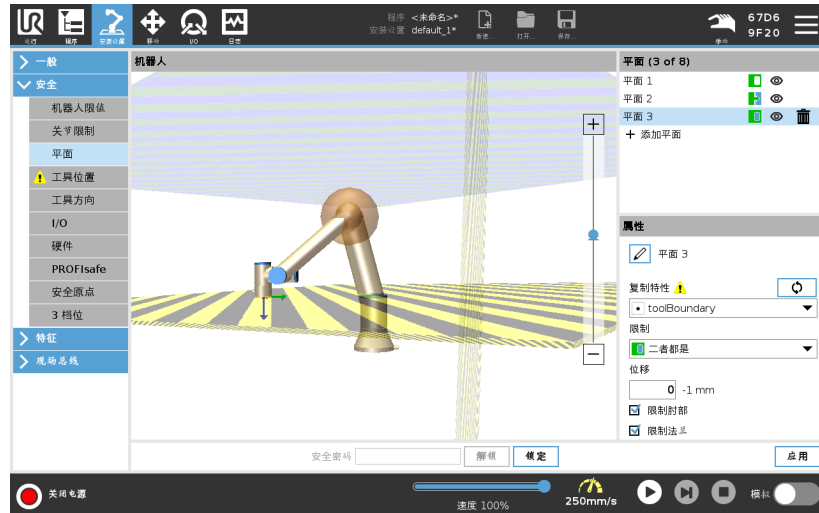 程序 <未命名>*
安装设置 default_1*
新建...
打开...
保存...
67D6
9F20
运行
程序
安装设置
移动
I/O
日志
手动
一般
安全
机器人限值
关节限制
平面
工具位置
工具方向
I/O
硬件
PROFIsafe
安全原点
3 档位
特征
现场总线
机器人
平面 (3 of 8)
平面 1
平面 2
平面 3
添加平面
属性
平面 3
复制特性
toolBoundary
限制
二者都是
位移
0 -1 mm
限制肘部
限制法兰
安全密码
解锁
锁定
应用
关闭电源
速度 100%
250mm/s
模拟